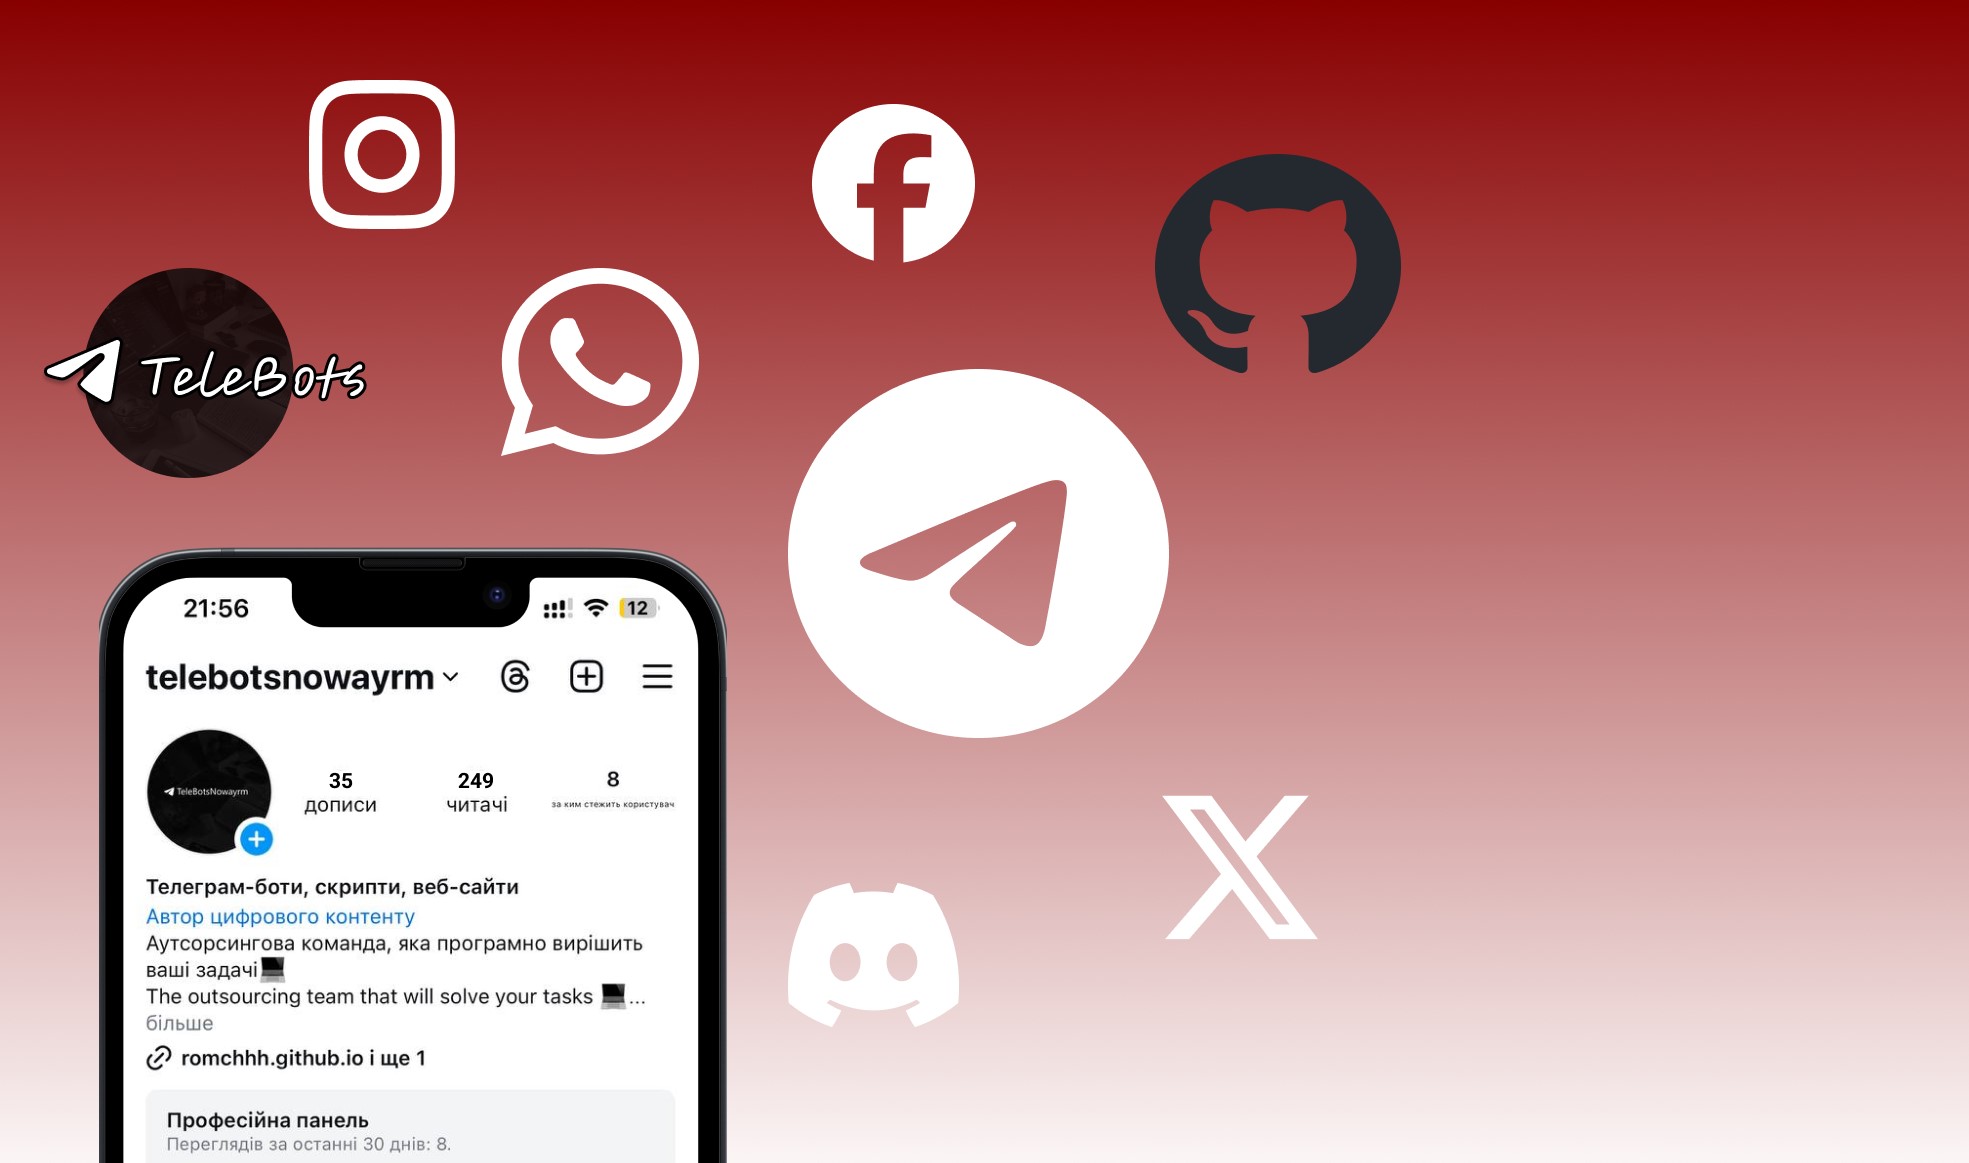 TeleBots
21:56
12
telebotsnowayrm
TeleBotsNowayrm
35
дописи
249
читачі
8
за ким стежить користувач
Телеграм-боти, скрипти, веб-сайти
Автор цифрового контенту
Аутсорсингова команда, яка програмно вирішить
ваші задачі💻
The outsourcing team that will solve your tasks 💻...
більше
romchhh.github.io і ще 1
Професійна панель
Переглядів за останні 30 днів: 8.